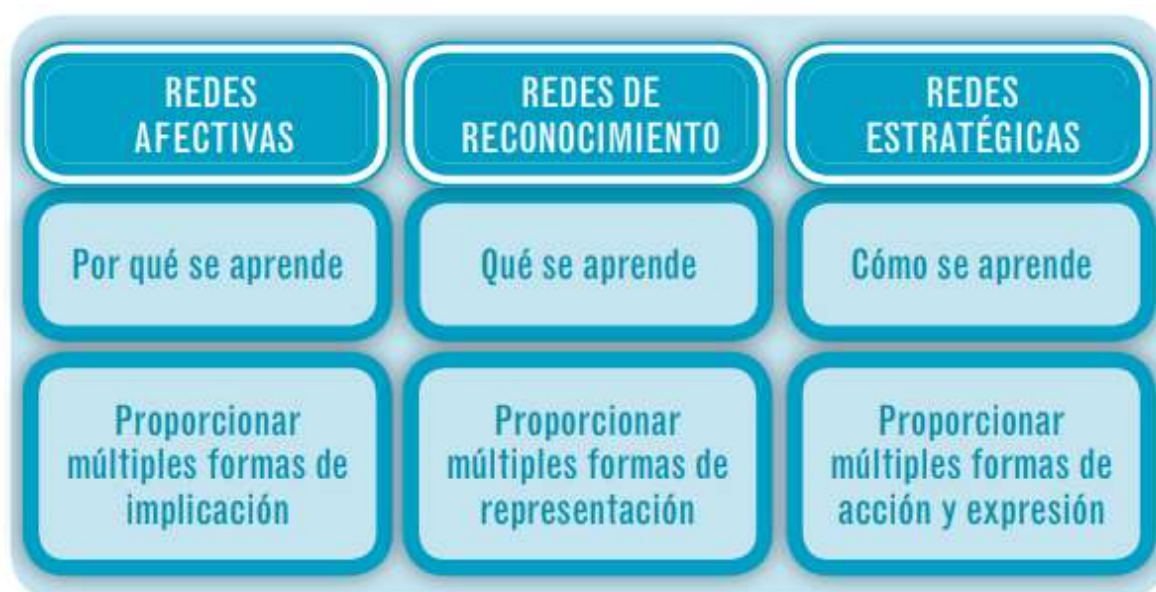 REDES
AFECTIVAS
REDES DE
RECONOCIMIENTO
REDES
ESTRATÉGICAS
Por qué se aprende
Qué se aprende
Cómo se aprende
Proporcionar
múltiples formas de
implicación
Proporcionar
múltiples formas de
representación
Proporcionar
múltiples formas de
acción y expresión